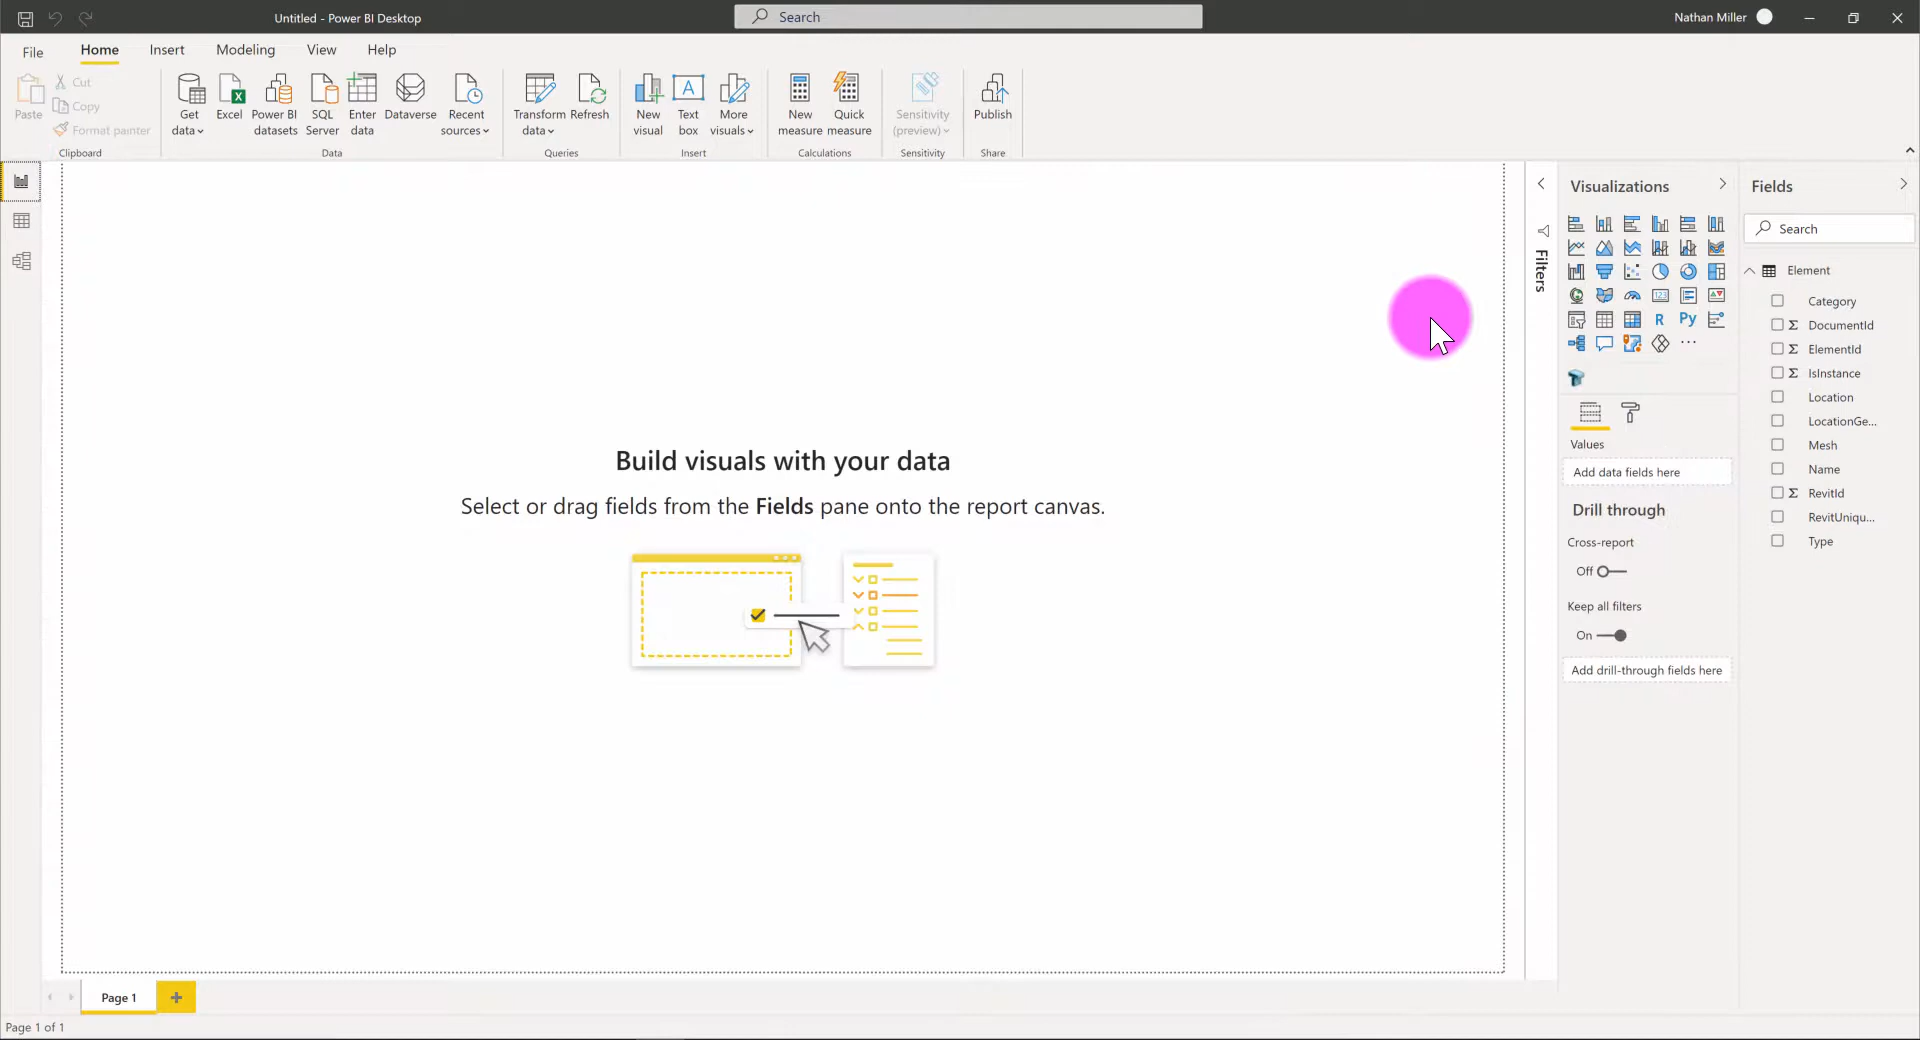 Untitled - Power BI Desktop
Search
Nathan Miller
File
Home
Insert
Modeling
View
Help
Paste
Cut
Copy
Format painter
Clipboard
Get
data
Excel
Power BI
datasets
SQL
Server
Enter
data
Dataverse
Recent
sources
Data
Transform
data
Refresh
Queries
New
visual
A
Text
box
More
visuals
Insert
New
measure
Quick
measure
Calculations
Sensitivity
(preview)
Sensitivity
Publish
Share
Build visuals with your data
Select or drag fields from the Fields pane onto the report canvas.
Filters
Visualizations
123
R
Py
Values
Add data fields here
Drill through
Cross-report
Off
Keep all filters
On
Add drill-through fields here
Fields
Search
Element
Category
Σ DocumentId
Σ ElementId
Σ IsInstance
Location
LocationGe...
Mesh
Name
Σ RevitId
RevitUniqu...
Type
Page 1
+
Page 1 of 1